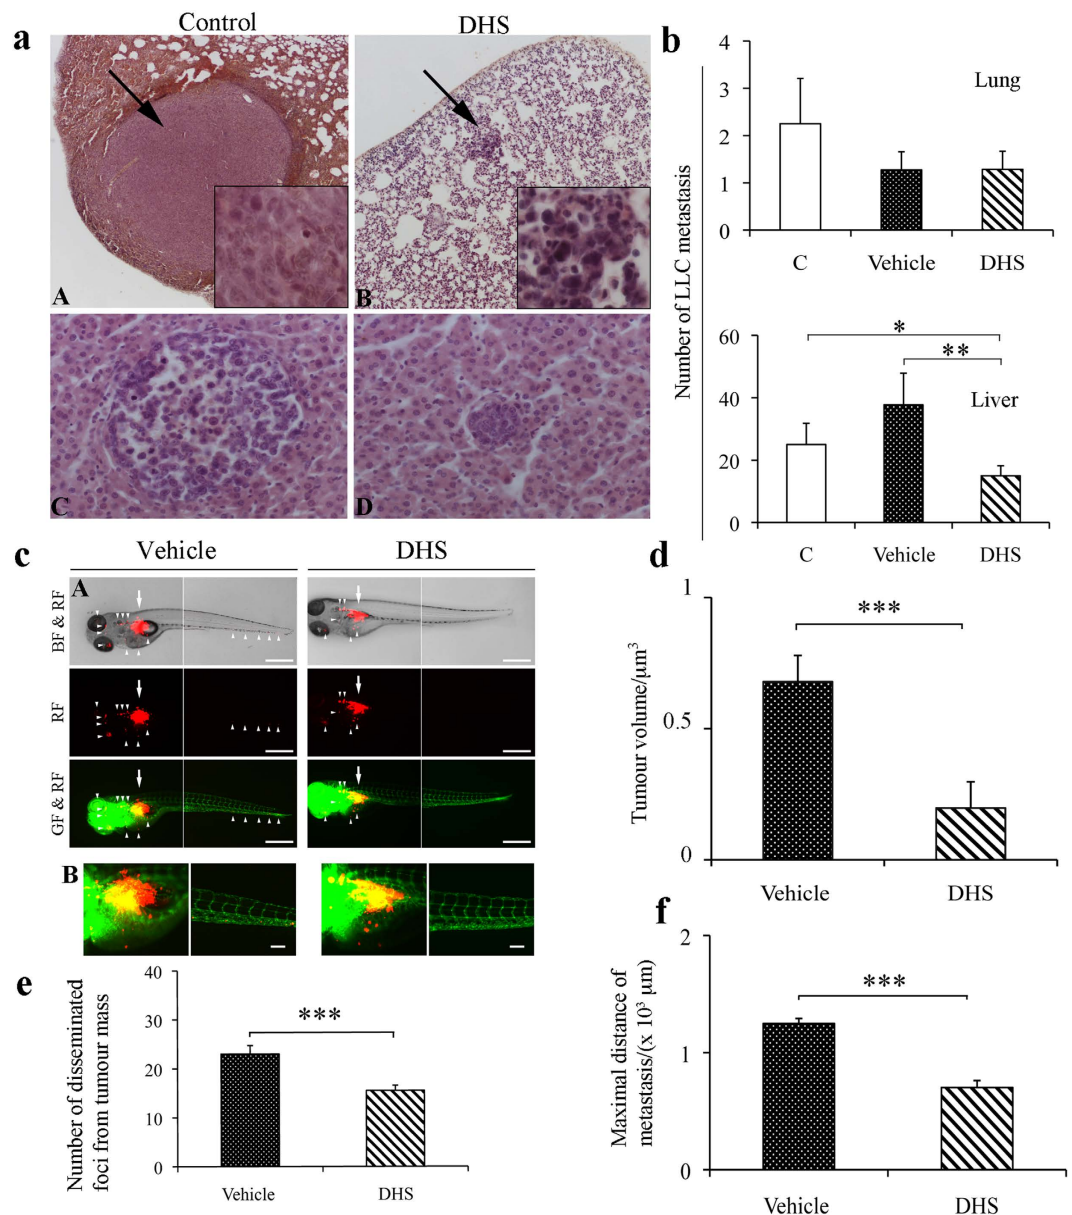 a
Control
DHS
A
B
C
D
b
Number of LLC metastasis
4
3
2
1
0
Lung
C
Vehicle
DHS
60
40
20
0
*
**
Liver
C
Vehicle
DHS
c
Vehicle
DHS
A
BF & RF
RF
GF & RF
B
d
Tumour volume/μm³
1
0.5
0
***
Vehicle
DHS
e
Number of disseminated
foci from tumour mass
40
30
20
10
0
***
Vehicle
DHS
f
Maximal distance of
metastasis/(x 10³ μm)
2
1
0
***
Vehicle
DHS